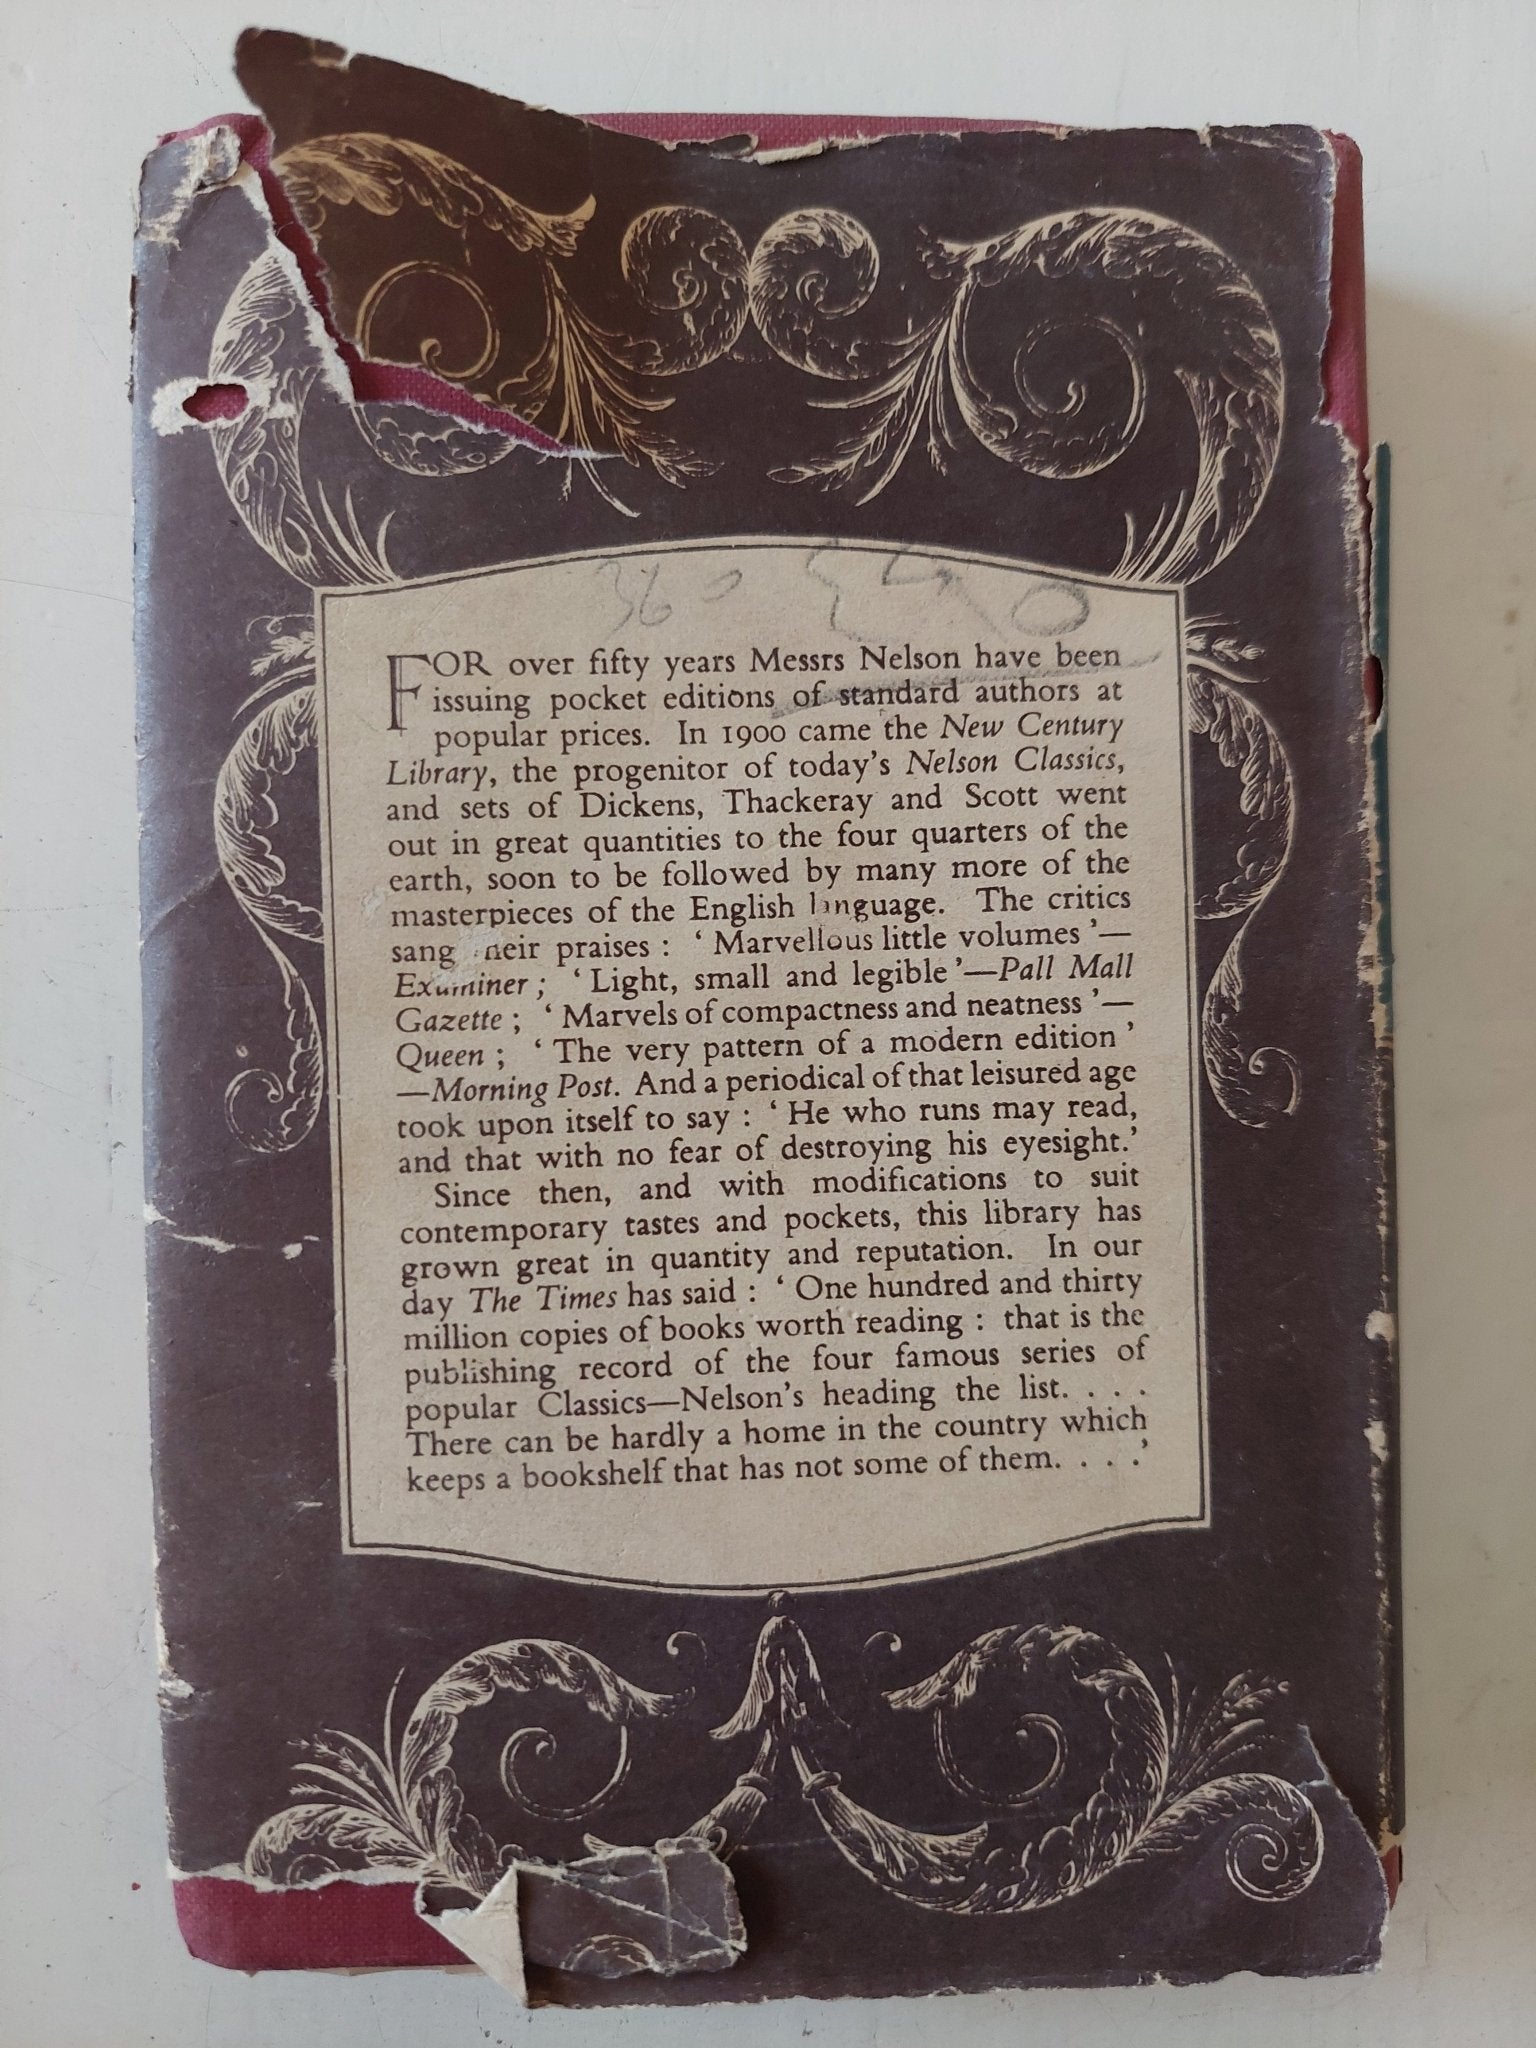 FOR over fifty years Messrs Nelson have been
issuing pocket editions of standard authors at
popular prices. In 1900 came the New Century
Library, the progenitor of today's Nelson Classics,
and sets of Dickens, Thackeray and Scott went
out in great quantities to the four quarters of the
earth, soon to be followed by many more of the
masterpieces of the English language. The critics
sang their praises : ‘ Marvellous little volumes ’—
Examiner ; ‘ Light, small and legible ’—Pall Mall
Gazette ; ‘ Marvels of compactness and neatness ’—
Queen ; ‘ The very pattern of a modern edition ’
—Morning Post. And a periodical of that leisured age
took upon itself to say : ‘ He who runs may read,
and that with no fear of destroying his eyesight.’
Since then, and with modifications to suit
contemporary tastes and pockets, this library has
grown great in quantity and reputation. In our
day The Times has said : ‘ One hundred and thirty
million copies of books worth reading : that is the
publishing record of the four famous series of
popular Classics—Nelson's heading the list. . . .
There can be hardly a home in the country which
keeps a bookshelf that has not some of them. . . .’